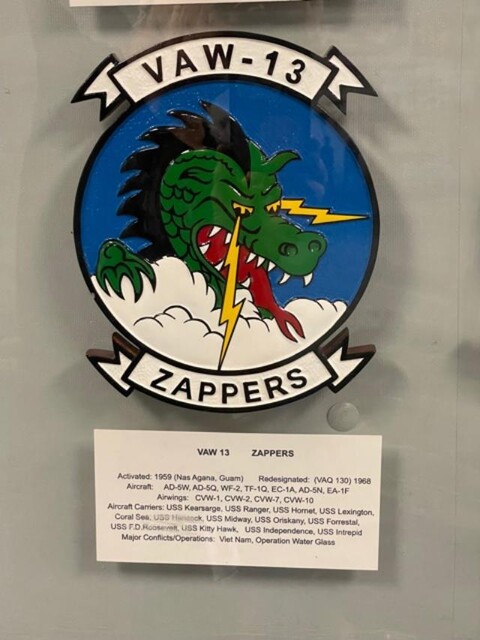 VAW-13
ZAPPERS
VAW 13 ZAPPERS
Activated: 1959 (Nas Agana, Guam) Redesignated: (VAQ 130) 1968
Aircraft: AD-5W, AD-5Q, WF-2, TF-1Q, EC-1A, AD-5N, EA-1F
Airwings: CVW-1, CVW-2, CVW-7, CVW-10
Aircraft Carriers: USS Kearsarge, USS Ranger, USS Hornet, USS Lexington,
Coral Sea, USS Hancock, USS Midway, USS Oriskany, USS Forrestal,
USS F.D.Roosevelt, USS Kitty Hawk, USS Independence, USS Intrepid
Major Conflicts/Operations: Viet Nam, Operation Water Glass